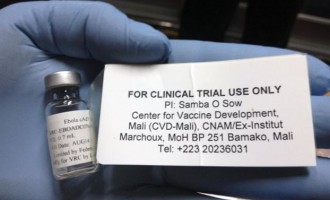 Ebola
FOR CLINICAL TRIAL USE ONLY
PI: Samba O Sow
Center for Vaccine Development,
Mali (CVD-Mali), CNAM/Ex-Institut
Marchoux, MoH BP 251 Bamako, Mali
Tel: +223 20236031